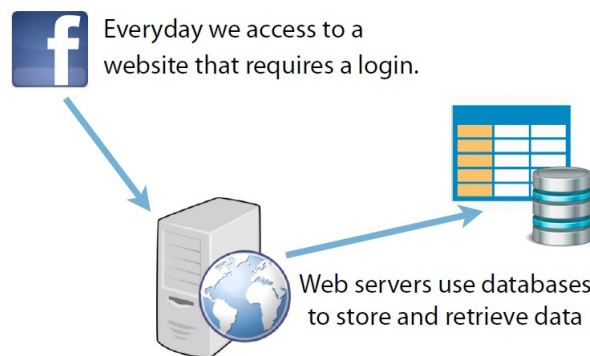 f
Everyday we access to a
website that requires a login.
Web servers use databases
to store and retrieve data